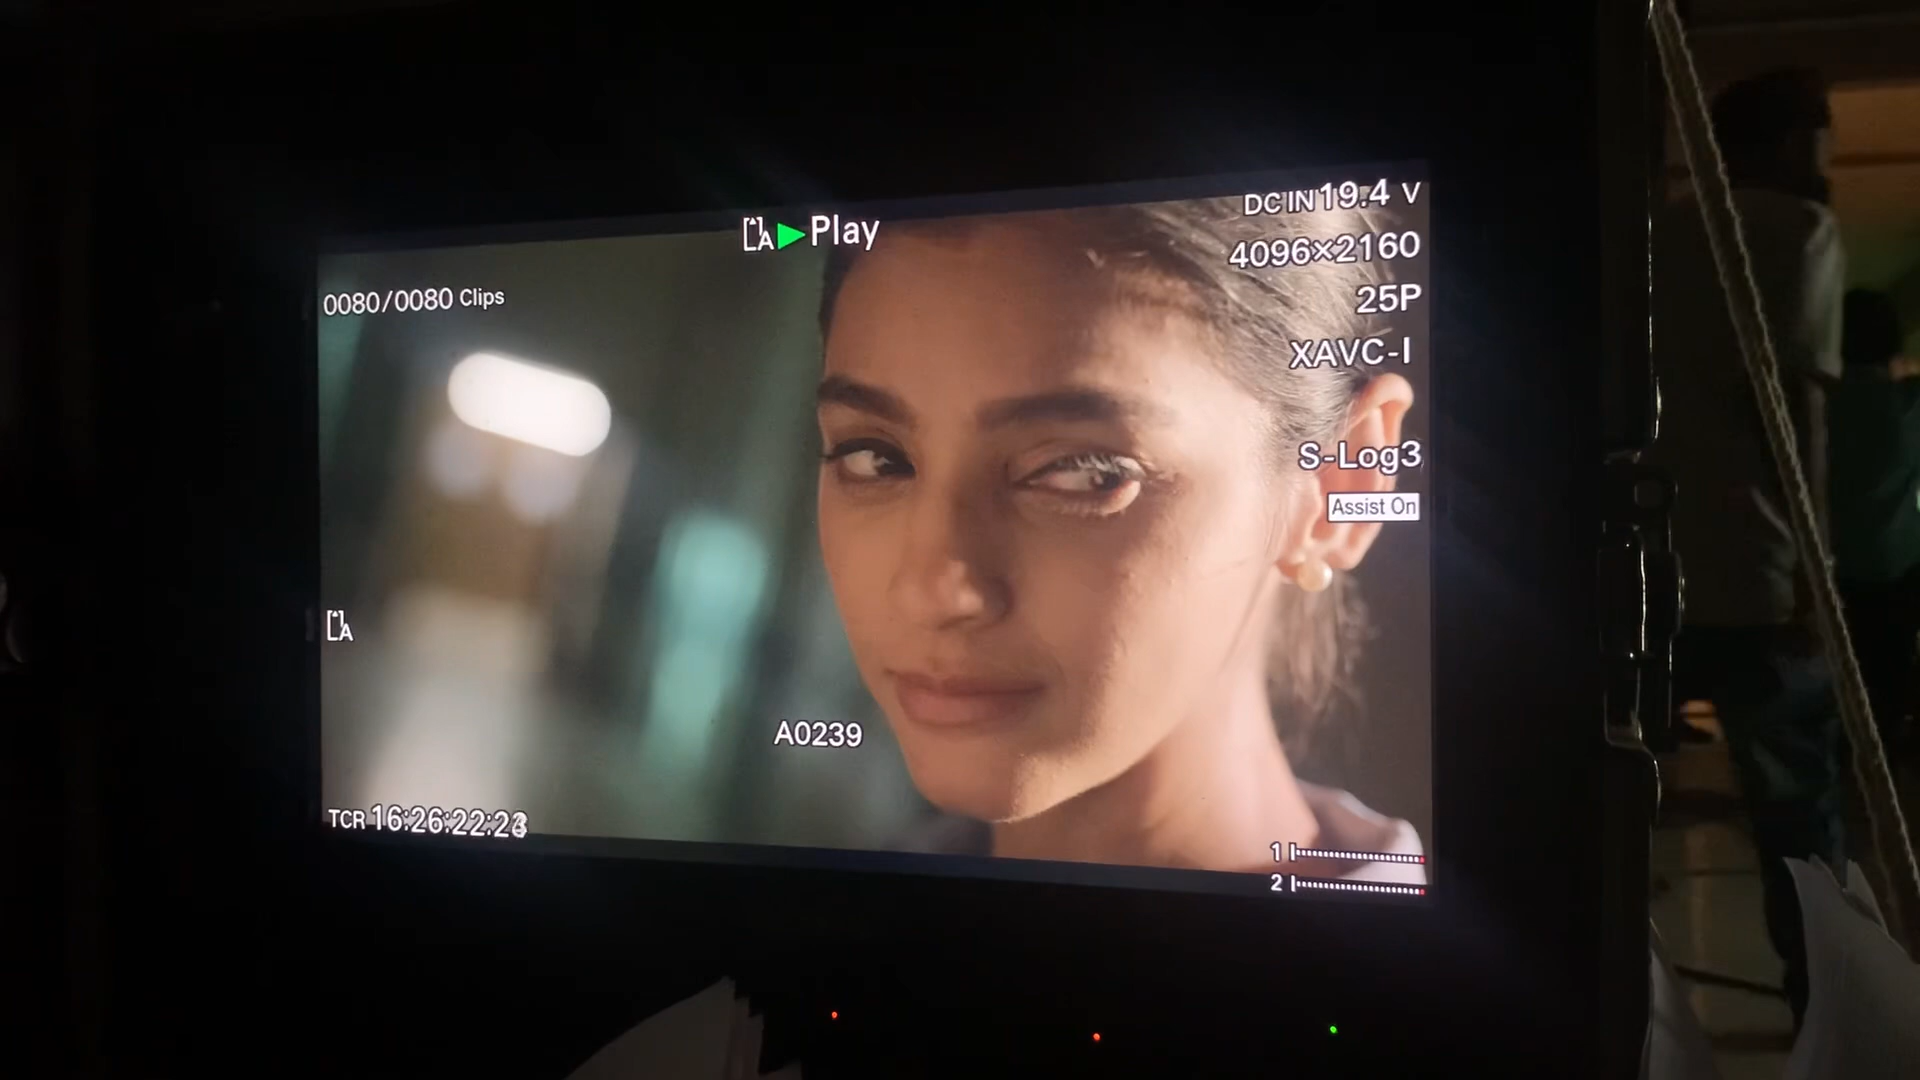 A Play
DC IN 19.4 V
4096×2160
0080/0080 Clips
25P
XAVC-I
S-Log3
Assist On
A
A0239
TCR 16:26:22:23
1
2